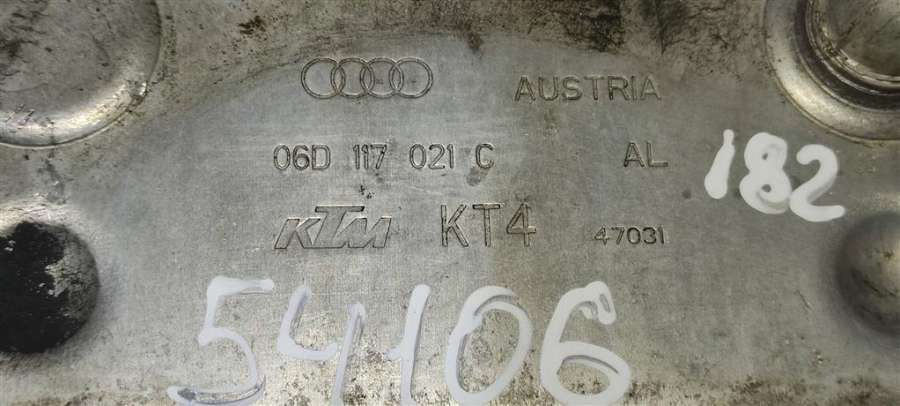 AUSTRIA
06D 117 021 C AL
182
KTM KT4 47031
54106